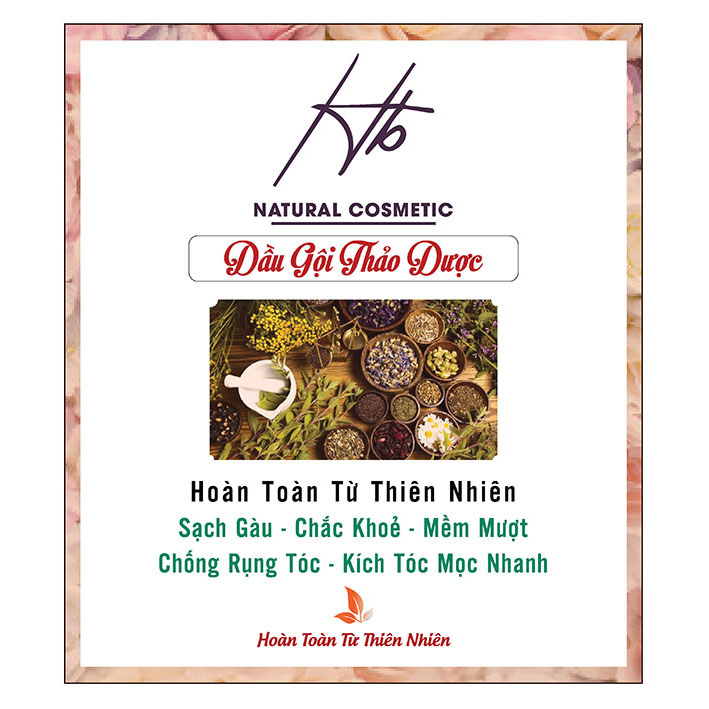 Hb
NATURAL COSMETIC
Dầu Gội Thảo Dược
Hoàn Toàn Từ Thiên Nhiên
Sạch Gàu - Chắc Khoẻ - Mềm Mượt
Chống Rụng Tóc - Kích Tóc Mọc Nhanh
Hoàn Toàn Từ Thiên Nhiên